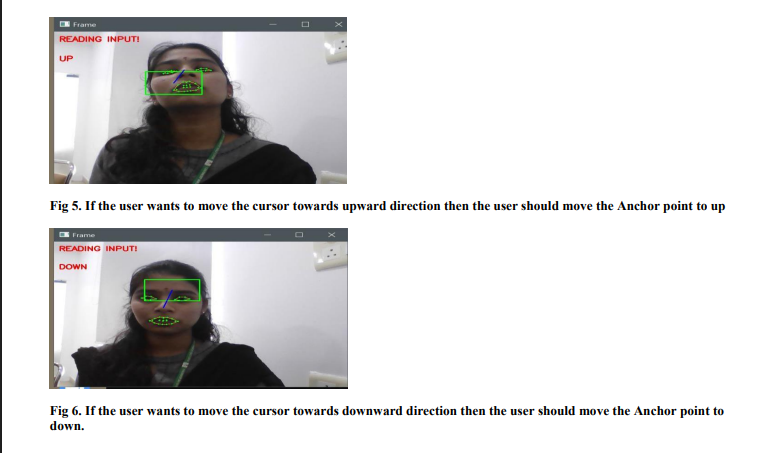 Frame
READING INPUT!
UP
Fig 5. If the user wants to move the cursor towards upward direction then the user should move the Anchor point to up
Frame
READING INPUT!
DOWN
Fig 6. If the user wants to move the cursor towards downward direction then the user should move the Anchor point to
down.